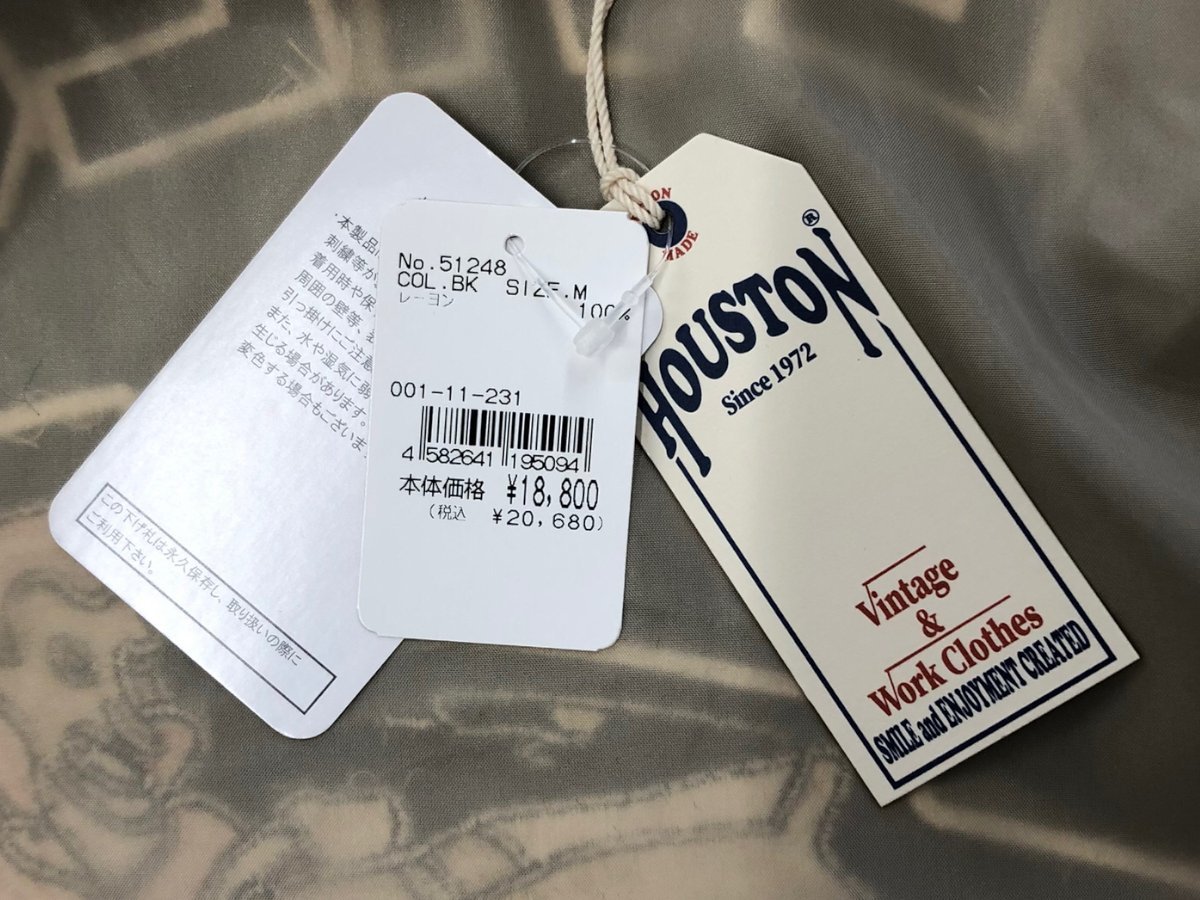 ・本製品
刺繍等が
着用時や保
周囲の壁等、
引っ掛けにご注意
また、水や湿気に弱
生じる場合があります。
変色する場合もございま
この下げ札は永久保存し、取り扱いの際に
ご利用下さい。
No.51248
COL.BK SIZE.M
レーヨン 100%
001-11-231
4 582641 195094
本体価格 ¥18,800
(税込 ¥20,680)
MADE
HOUSTON®
Since 1972
Vintage
&
Work Clothes
SMILE and ENJOYMENT CREATED